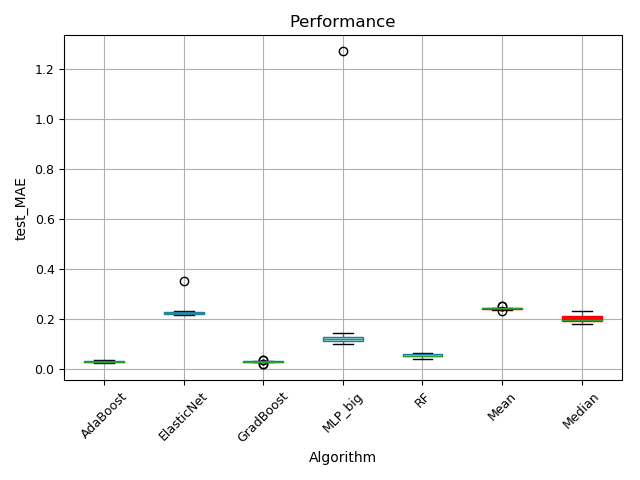 Performance
test_MAE
1.2
1.0
0.8
0.6
0.4
0.2
0.0
AdaBoost
ElasticNet
GradBoost
MLP_big
RF
Mean
Median
Algorithm